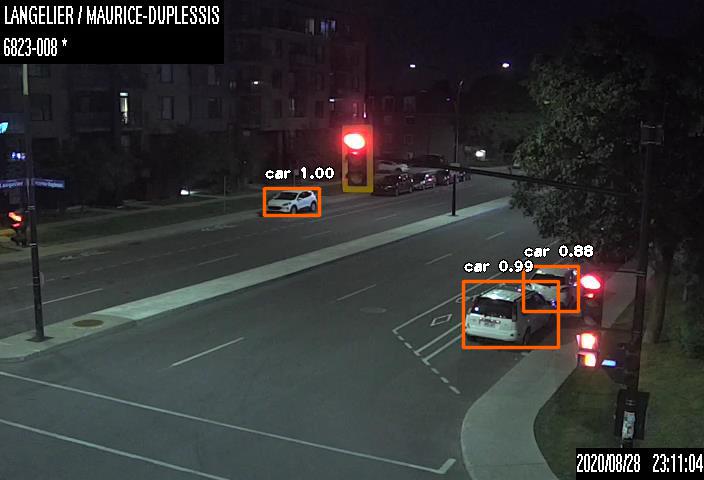 LANGELIER / MAURICE-DUPLESSIS
6823-008 *
car 1.00
car 0.88
car 0.99
2020/08/28 23:11:04